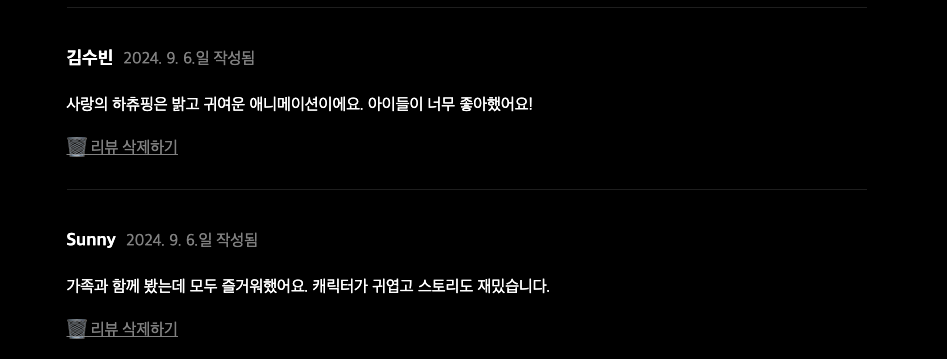 김수빈 2024. 9. 6.일 작성됨
사랑의 하츄핑은 밝고 귀여운 애니메이션이에요. 아이들이 너무 좋아했어요!
🗑️ 리뷰 삭제하기
Sunny 2024. 9. 6.일 작성됨
가족과 함께 봤는데 모두 즐거워했어요. 캐릭터가 귀엽고 스토리도 재밌습니다.
🗑️ 리뷰 삭제하기